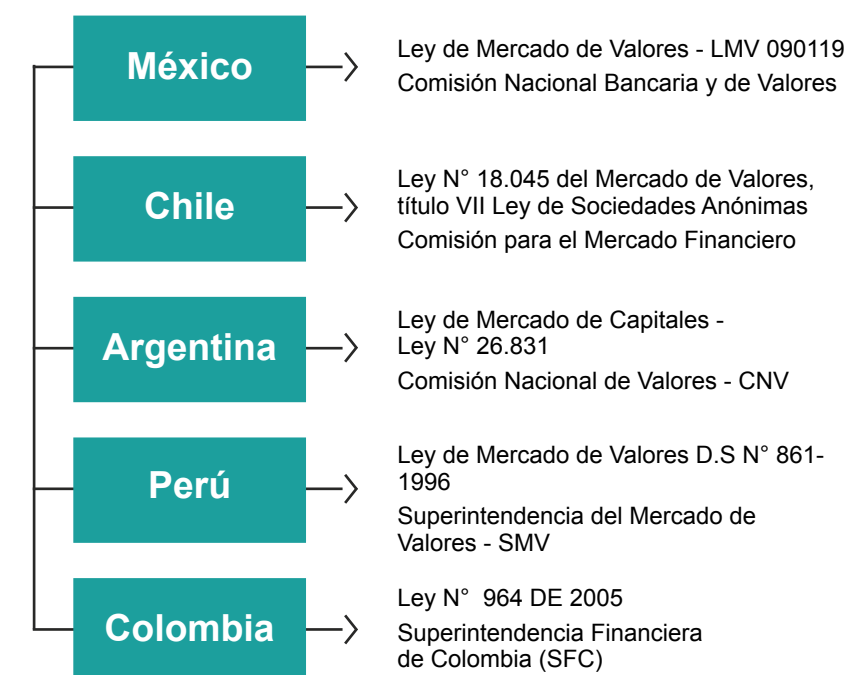 México
Ley de Mercado de Valores - LMV 090119
Comisión Nacional Bancaria y de Valores
Chile
Ley N° 18.045 del Mercado de Valores,
título VII Ley de Sociedades Anónimas
Comisión para el Mercado Financiero
Argentina
Ley de Mercado de Capitales -
Ley N° 26.831
Comisión Nacional de Valores - CNV
Perú
Ley de Mercado de Valores D.S N° 861-
1996
Superintendencia del Mercado de
Valores - SMV
Colombia
Ley N°  964 DE 2005
Superintendencia Financiera
de Colombia (SFC)